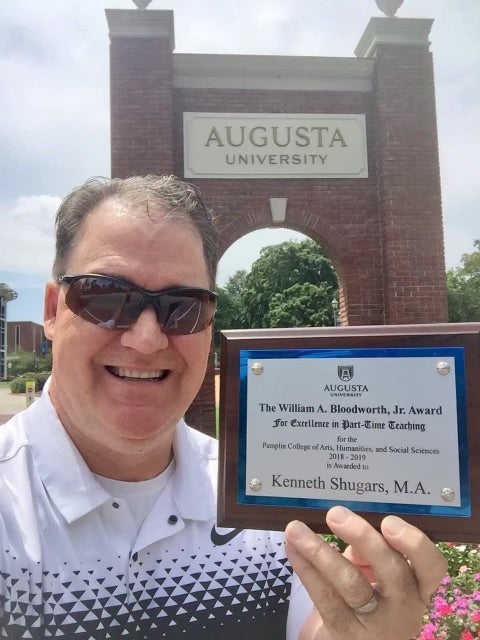 AUGUSTA
UNIVERSITY
AUGUSTA
UNIVERSITY
The William A. Bloodworth, Jr. Award
For Excellence in Part-Time Teaching
for the
Pamplin College of Arts, Humanities, and Social Sciences
2018 - 2019
is Awarded to
Kenneth Shugars, M.A.